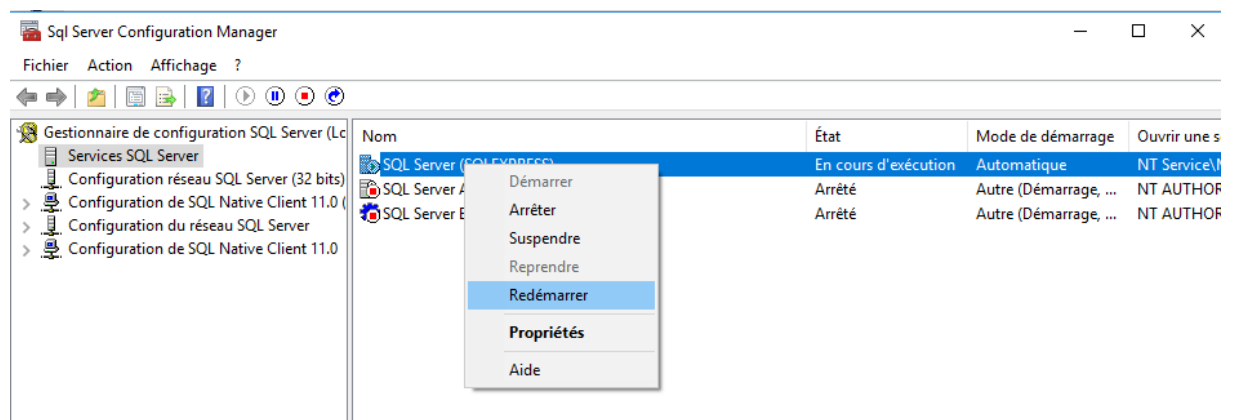 Sql Server Configuration Manager
Fichier Action Affichage ?
Gestionnaire de configuration SQL Server (Lc
Services SQL Server
Configuration réseau SQL Server (32 bits)
Configuration de SQL Native Client 11.0 (
Configuration du réseau SQL Server
Configuration de SQL Native Client 11.0
Nom État Mode de démarrage Ouvrir une s
SQL Server (SQLEXPRESS) En cours d'exécution Automatique NT Service\M
SQL Server A Arrêté Autre (Démarrage, ... NT AUTHOR
SQL Server B Arrêté Autre (Démarrage, ... NT AUTHOR
Démarrer
Arrêter
Suspendre
Reprendre
Redémarrer
Propriétés
Aide